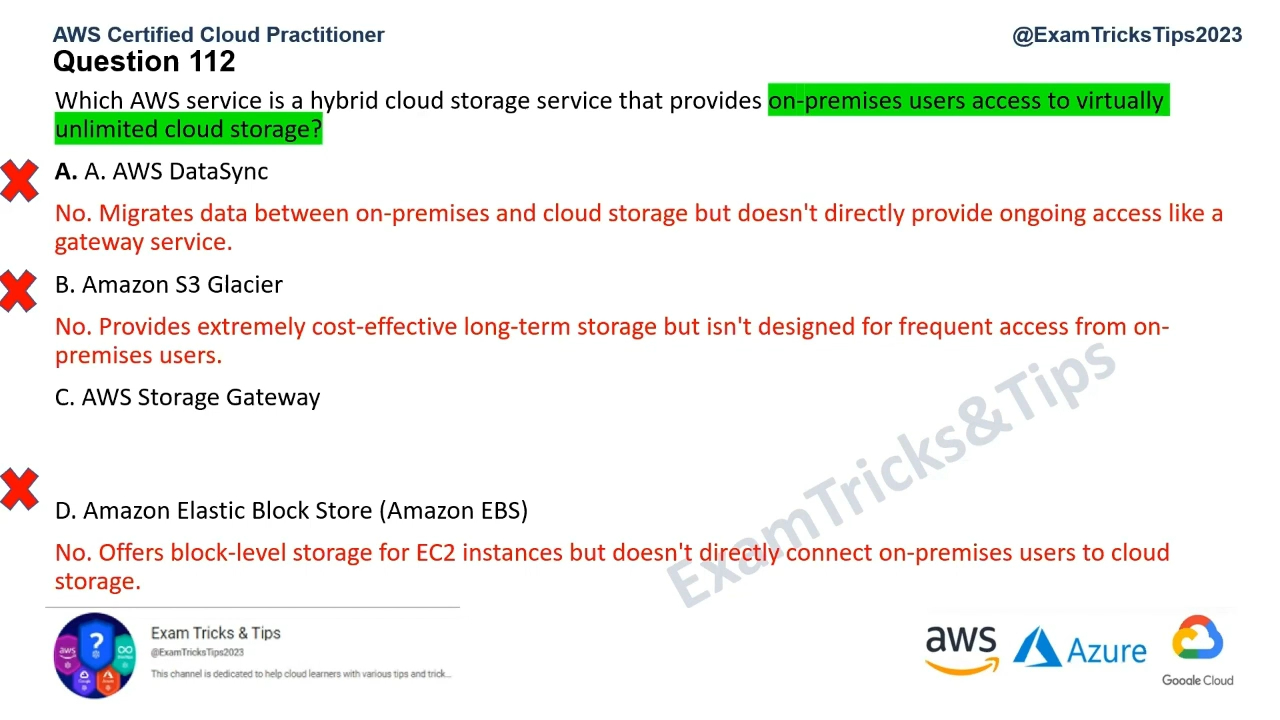 AWS Certified Cloud Practitioner
@ExamTricksTips2023
Question 112
Which AWS service is a hybrid cloud storage service that provides on-premises users access to virtually
unlimited cloud storage?
A. A. AWS DataSync
No. Migrates data between on-premises and cloud storage but doesn't directly provide ongoing access like a
gateway service.
B. Amazon S3 Glacier
No. Provides extremely cost-effective long-term storage but isn't designed for frequent access from on-
premises users.
C. AWS Storage Gateway
D. Amazon Elastic Block Store (Amazon EBS)
No. Offers block-level storage for EC2 instances but doesn't directly connect on-premises users to cloud
storage.
ExamTricks&Tips
Exam Tricks & Tips
@ExamTricksTips2023
This channel is dedicated to help cloud learners with various tips and trick...
aws
?
aws
Azure
Google Cloud